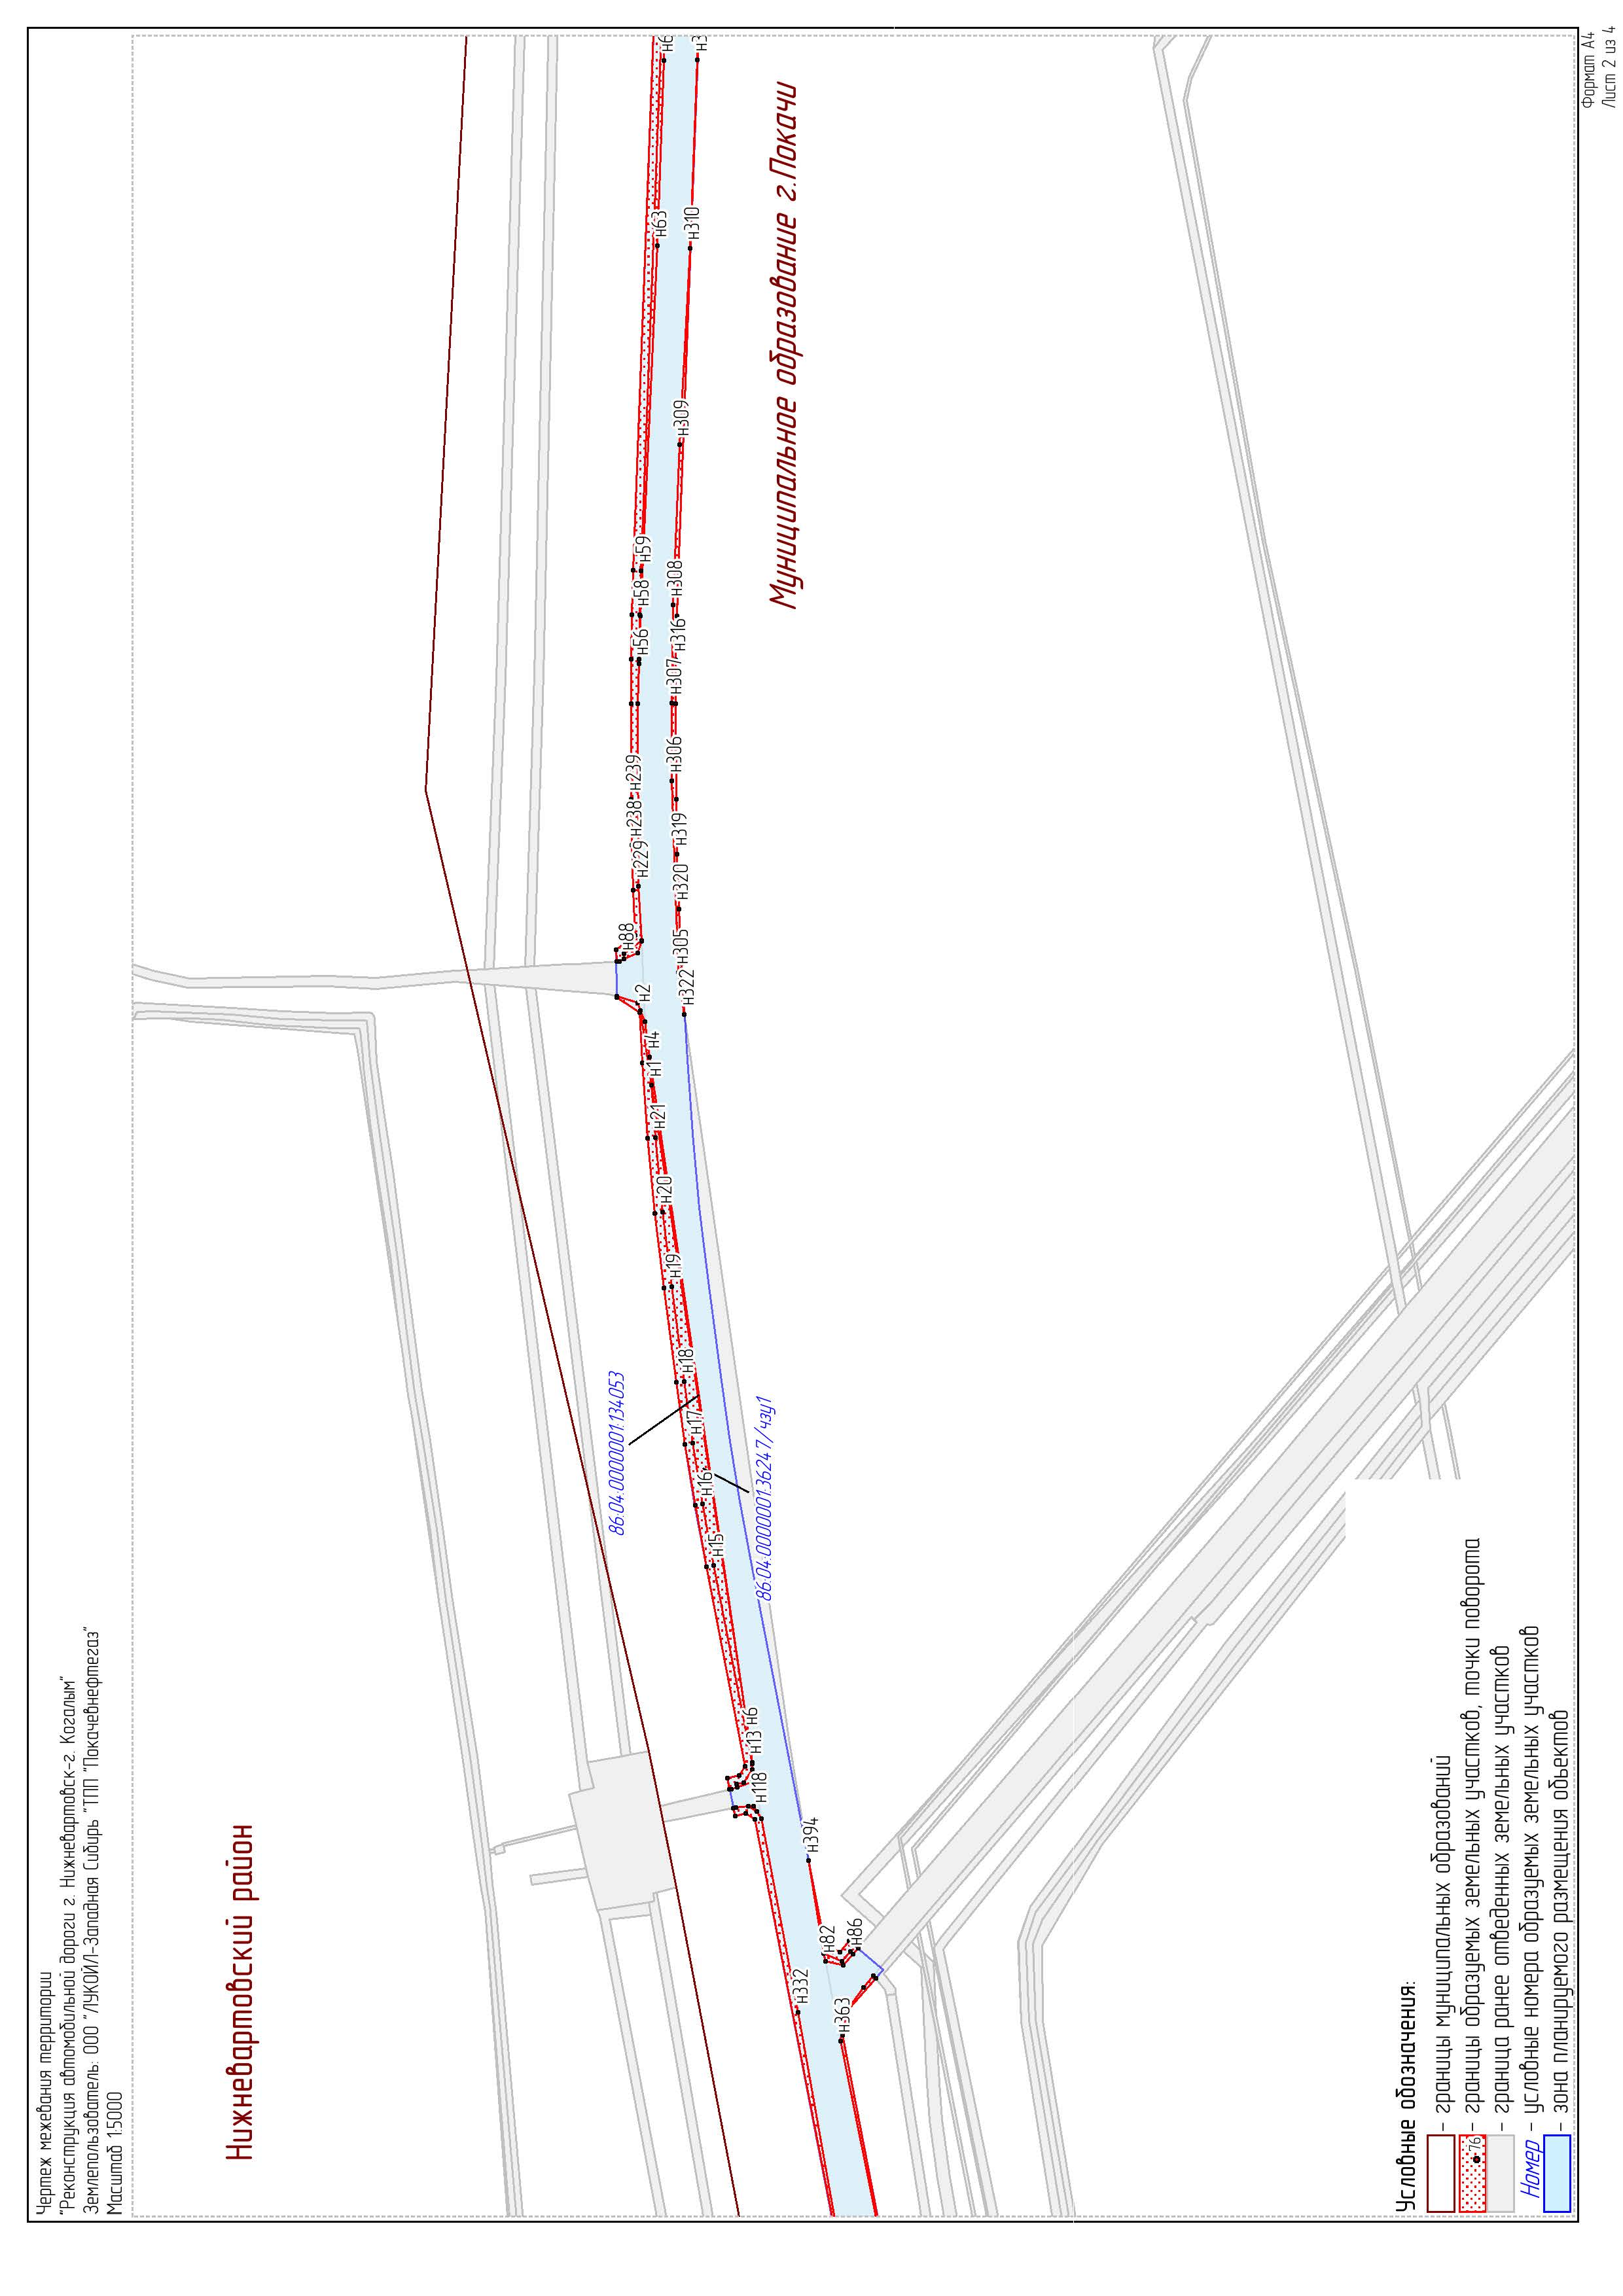 Чертеж межевания территории
"Реконструкция автомобильной дороги г. Нижневартовск-г. Когалым"
Землепользователь: ООО "ЛУКОЙЛ-Западная Сибирь "ТПП "Покачевнефтегаз"
Масштаб 1:5000
Нижневартовский район
Муниципальное образование г.Покачи
86:04:0000001:134053
86:04:0000001:136247/чзу1
н363
н332
н82
н86
н394
н118
н13
н6
н15
н16
н17
н18
н19
н20
н21
н1
н4
н2
н322
н88
н305
н320
н229
н319
н238
н239
н306
н307
н56
н316
н58
н308
н59
н309
н63
н310
н6
н3
Условные обозначения:
– границы муниципальных образований
76 – границы образуемых земельных участков, точки поворота
– граница ранее отведенных земельных участков
Номер – условные номера образуемых земельных участков
– зона планируемого размещения объектов
Формат А4
Лист 2 из 4